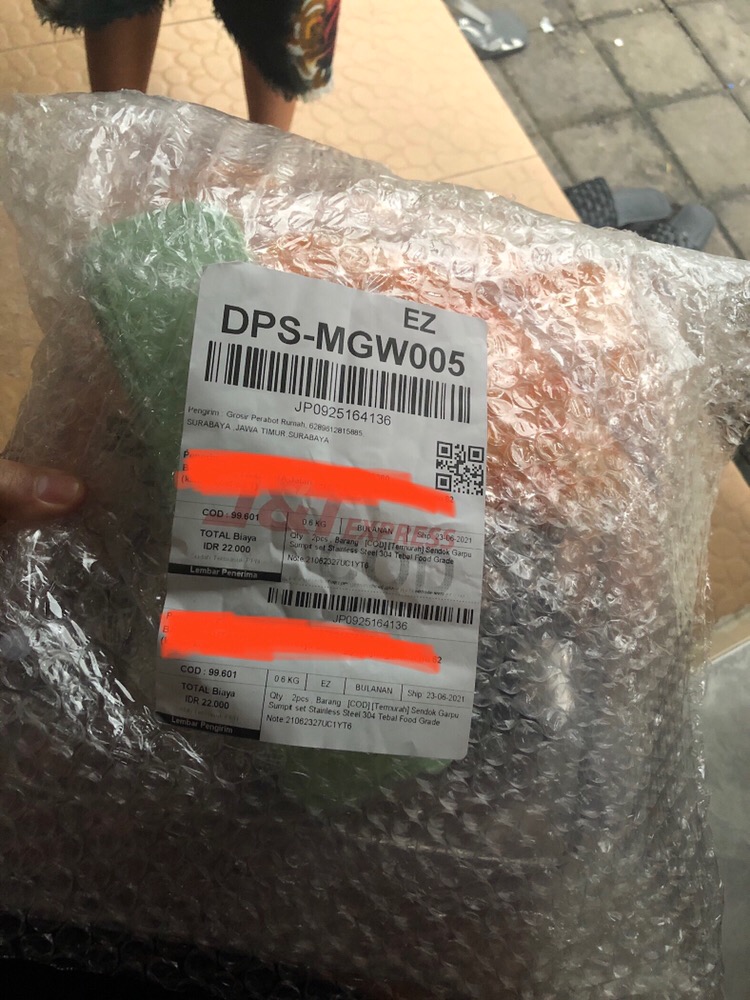 EZ
DPS-MGW005
JP0925164136
Pengirim : Grosir Perabot Rumah, 6289612815885
SURABAYA ,JAWA TIMUR,SURABAYA
J&T EXPRESS
COD : 99.601
0.6 KG
BULANAN
Ship: 23-06-2021
TOTAL Biaya
IDR 22.000
Qty : 2pcs, Barang : [COD] [Termurah] Sendok Garpu
Sumpit set Stainless Steel 304 Tebal Food Grade
Note:21062327UC1YT6
Lembar Penerima
JP0925164136
COD : 99.601
0.6 KG
EZ
BULANAN
Ship: 23-06-2021
TOTAL Biaya
IDR 22.000
Qty : 2pcs, Barang : [COD] [Termurah] Sendok Garpu
Sumpit set Stainless Steel 304 Tebal Food Grade
Note:21062327UC1YT6
Lembar Pengirim